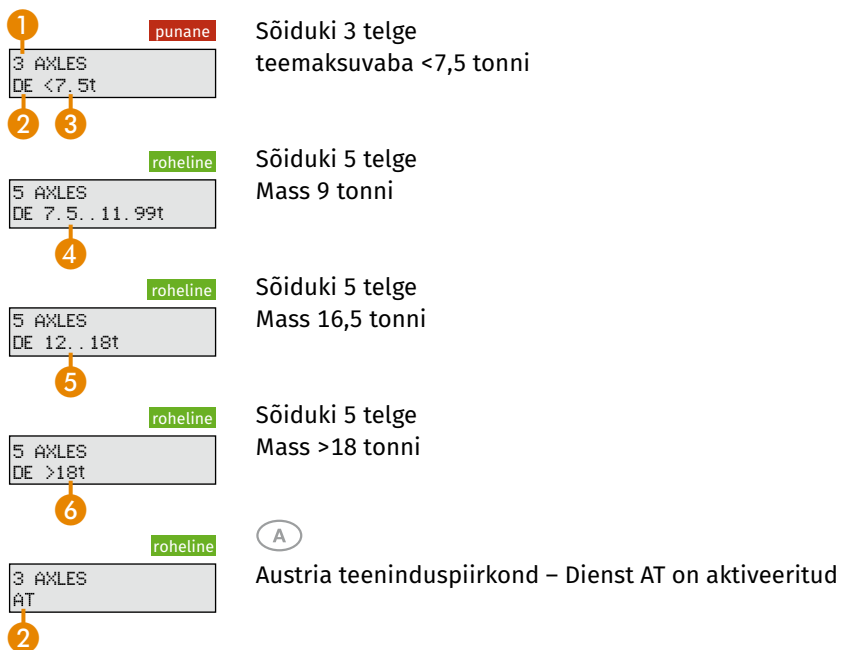 1
punane
Sõiduki 3 telge
teemaksuvaba <7,5 tonni
3 AXLES
DE <7.5t
2 3
roheline
Sõiduki 5 telge
Mass 9 tonni
5 AXLES
DE 7.5..11.99t
4
roheline
Sõiduki 5 telge
Mass 16,5 tonni
5 AXLES
DE 12..18t
5
roheline
Sõiduki 5 telge
Mass >18 tonni
5 AXLES
DE >18t
6
roheline
A
Austria teeninduspiirkond – Dienst AT on aktiveeritud
3 AXLES
AT
2